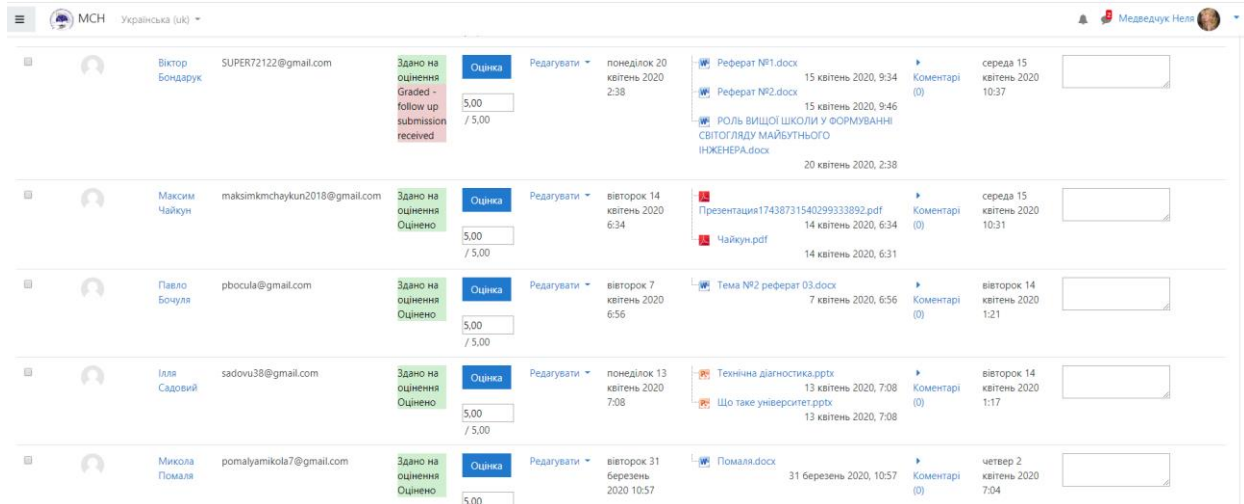 МСН Українська (uk)
2 Медведчук Неля
Віктор Бондарук
SUPER72122@gmail.com
Здано на оцінення
Graded - follow up submission received
Оцінка
5,00
/ 5,00
Редагувати
понеділок 20 квітень 2020 2:38
Реферат №1.docx
15 квітень 2020, 9:34
Реферат №2.docx
15 квітень 2020, 9:46
РОЛЬ ВИЩОЇ ШКОЛИ У ФОРМУВАННІ
СВІТОГЛЯДУ МАЙБУТНЬОГО
ІНЖЕНЕРА.docx
20 квітень 2020, 2:38
Коментарі (0)
середа 15 квітень 2020 10:37
Максим Чайкун
maksimkmchaykun2018@gmail.com
Здано на оцінення
Оцінено
Оцінка
5,00
/ 5,00
Редагувати
вівторок 14 квітень 2020 6:34
Презентация17438731540299333892.pdf
14 квітень 2020, 6:34
Чайкун.pdf
14 квітень 2020, 6:31
Коментарі (0)
середа 15 квітень 2020 10:31
Павло Бочуля
pbocula@gmail.com
Здано на оцінення
Оцінено
Оцінка
5,00
/ 5,00
Редагувати
вівторок 7 квітень 2020 6:56
Тема №2 реферат 03.docx
7 квітень 2020, 6:56
Коментарі (0)
вівторок 14 квітень 2020 1:21
Ілля Садовий
sadovu38@gmail.com
Здано на оцінення
Оцінено
Оцінка
5,00
/ 5,00
Редагувати
понеділок 13 квітень 2020 7:08
Технічна діагностика.pptx
13 квітень 2020, 7:08
Що таке університет.pptx
13 квітень 2020, 7:08
Коментарі (0)
вівторок 14 квітень 2020 1:17
Микола Помаля
pomalyamikola7@gmail.com
Здано на оцінення
Оцінено
Оцінка
5,00
Редагувати
вівторок 31 березень 2020 10:57
Помаля.docx
31 березень 2020, 10:57
Коментарі (0)
четвер 2 квітень 2020 7:04